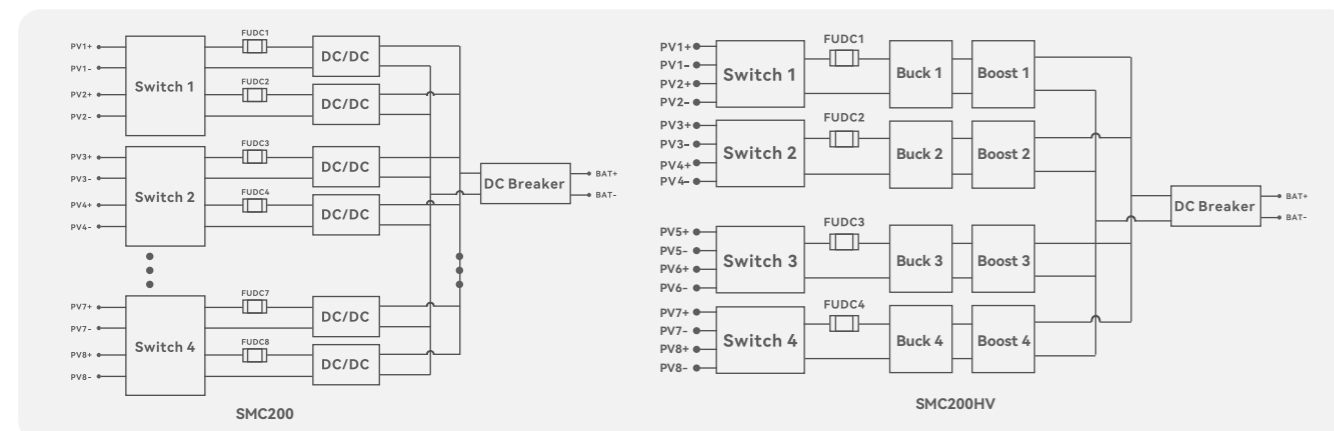 FUDC1
PV1+
PV1-
Switch 1
DC/DC
FUDC2
PV2+
PV2-
DC/DC
FUDC3
PV3+
PV3-
Switch 2
DC/DC
FUDC4
PV4+
PV4-
DC/DC
DC Breaker
BAT+
BAT-
FUDC7
PV7+
PV7-
Switch 4
DC/DC
FUDC8
PV8+
PV8-
DC/DC
SMC200
FUDC1
PV1+
PV1-
PV2+
PV2-
Switch 1
Buck 1
Boost 1
FUDC2
PV3+
PV3-
PV4+
PV4-
Switch 2
Buck 2
Boost 2
DC Breaker
BAT+
BAT-
FUDC3
PV5+
PV5-
PV6+
PV6-
Switch 3
Buck 3
Boost 3
FUDC4
PV7+
PV7-
PV8+
PV8-
Switch 4
Buck 4
Boost 4
SMC200HV